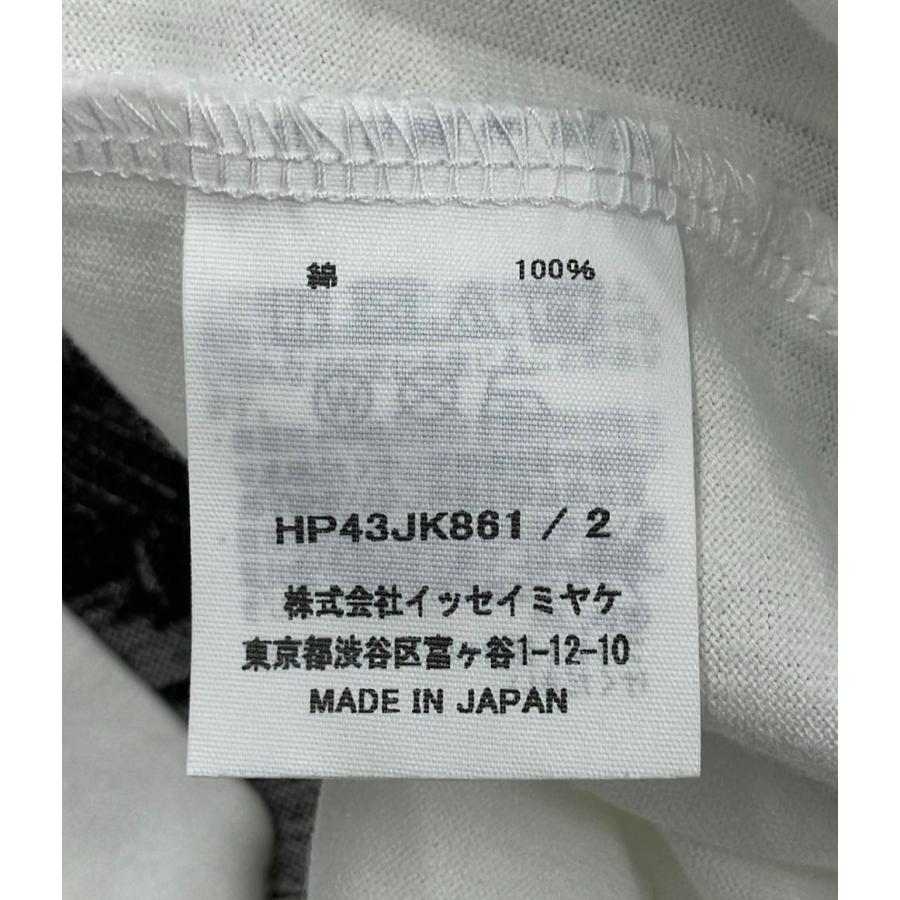 綿 100%
HP43JK861 / 2
株式会社イッセイミヤケ
東京都渋谷区富ヶ谷1-12-10
MADE IN JAPAN